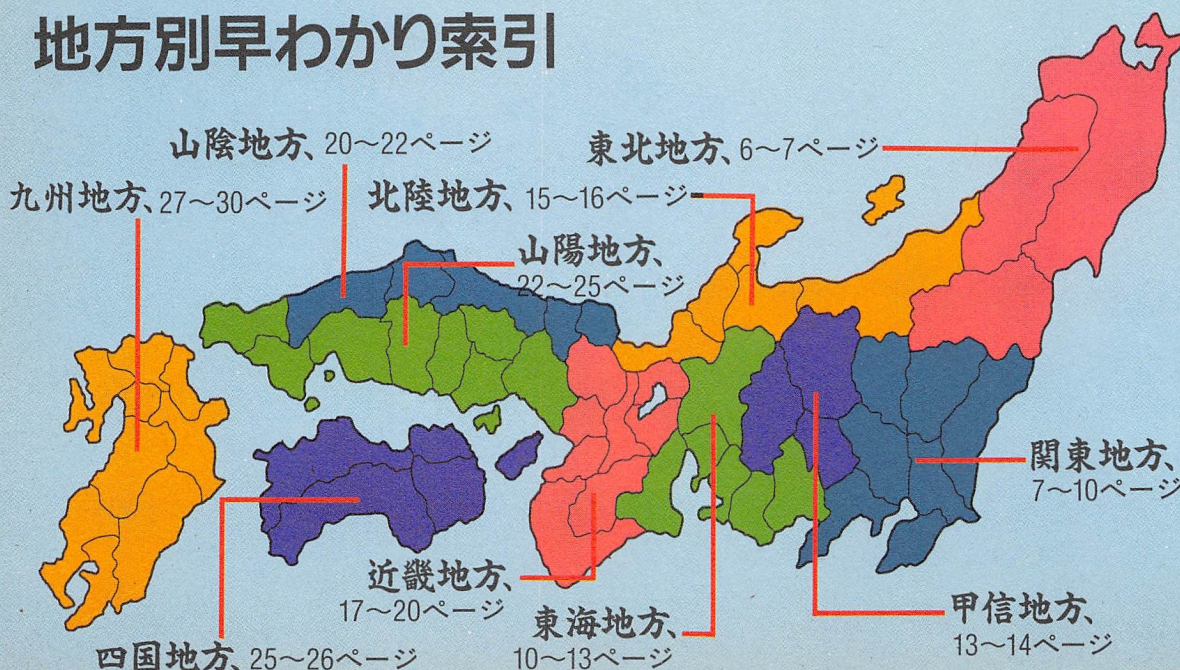 地方別早わかり索引
山陰地方、20〜22ページ
東北地方、6〜7ページ
九州地方、27〜30ページ
北陸地方、15〜16ページ
山陽地方、
22〜25ページ
関東地方、
7〜10ページ
近畿地方、
17〜20ページ
東海地方、
10〜13ページ
甲信地方、
13〜14ページ
四国地方、25〜26ページ